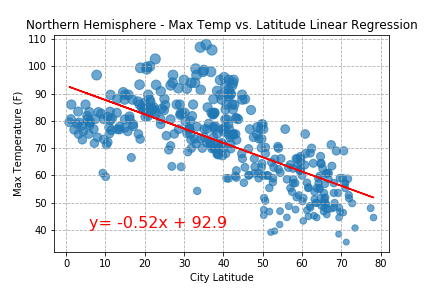 Northern Hemisphere - Max Temp vs. Latitude Linear Regression
110
100
90
80
70
60
50
40
Max Temperature (F)
y= -0.52x + 92.9
0 10 20 30 40 50 60 70 80
City Latitude